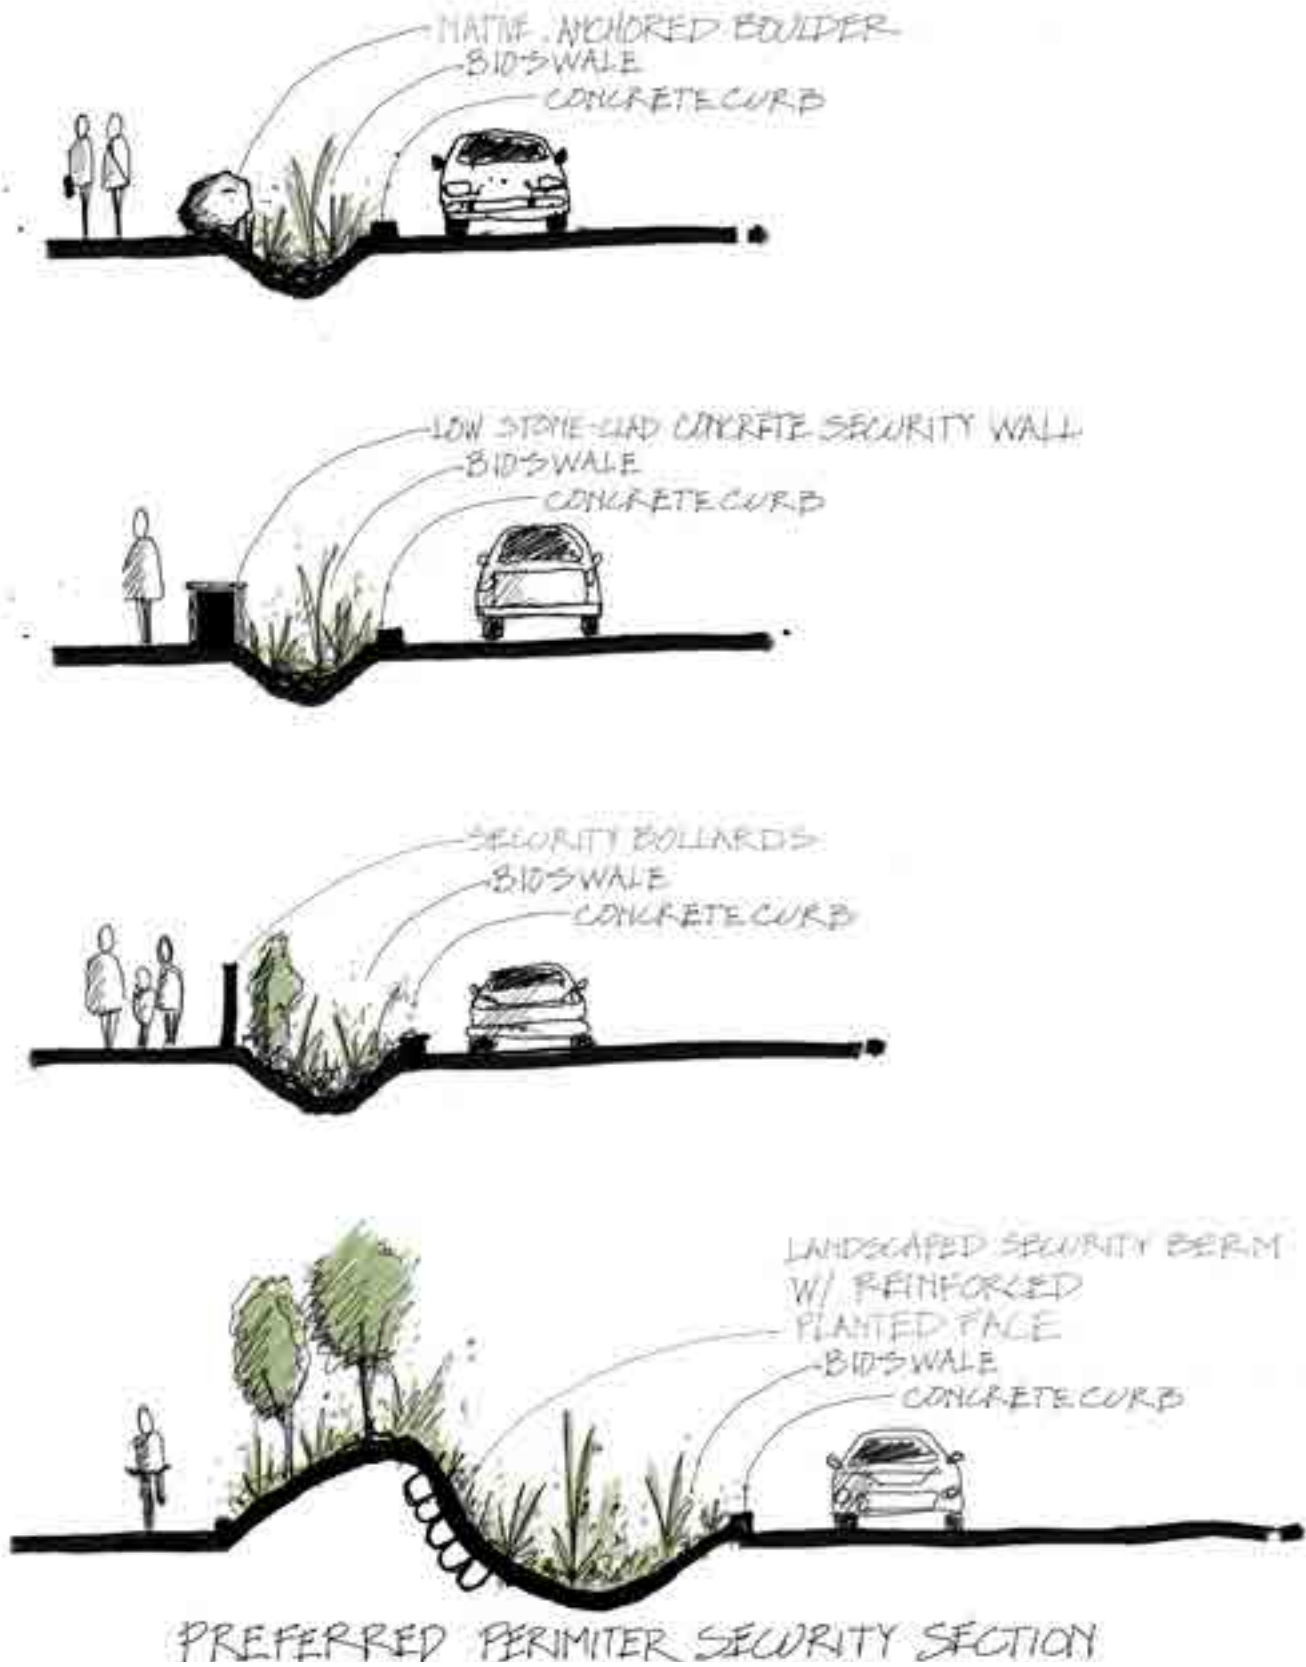 NATIVE ANCHORED BOULDER
BIOSWALE
CONCRETE CURB
LOW STONE-CLAD CONCRETE SECURITY WALL
BIOSWALE
CONCRETE CURB
SECURITY BOLLARDS
BIOSWALE
CONCRETE CURB
LANDSCAPED SECURITY BERM
W/ REINFORCED
PLANTED FACE
BIOSWALE
CONCRETE CURB
PREFERRED PERIMITER SECURITY SECTION